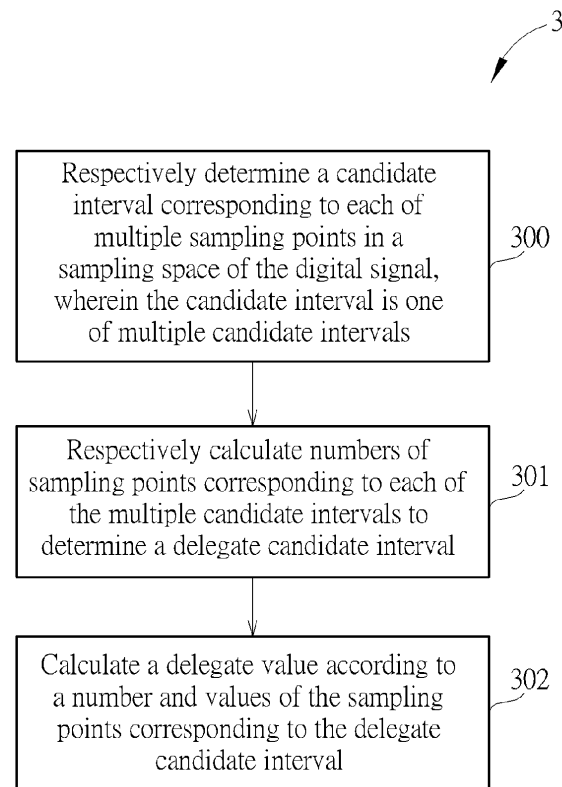 3
Respectively determine a candidate
interval corresponding to each of
multiple sampling points in a
sampling space of the digital signal,
wherein the candidate interval is one
of multiple candidate intervals
300
Respectively calculate numbers of
sampling points corresponding to each of
the multiple candidate intervals to
determine a delegate candidate interval
301
Calculate a delegate value according to
a number and values of the sampling
points corresponding to the delegate
candidate interval
302